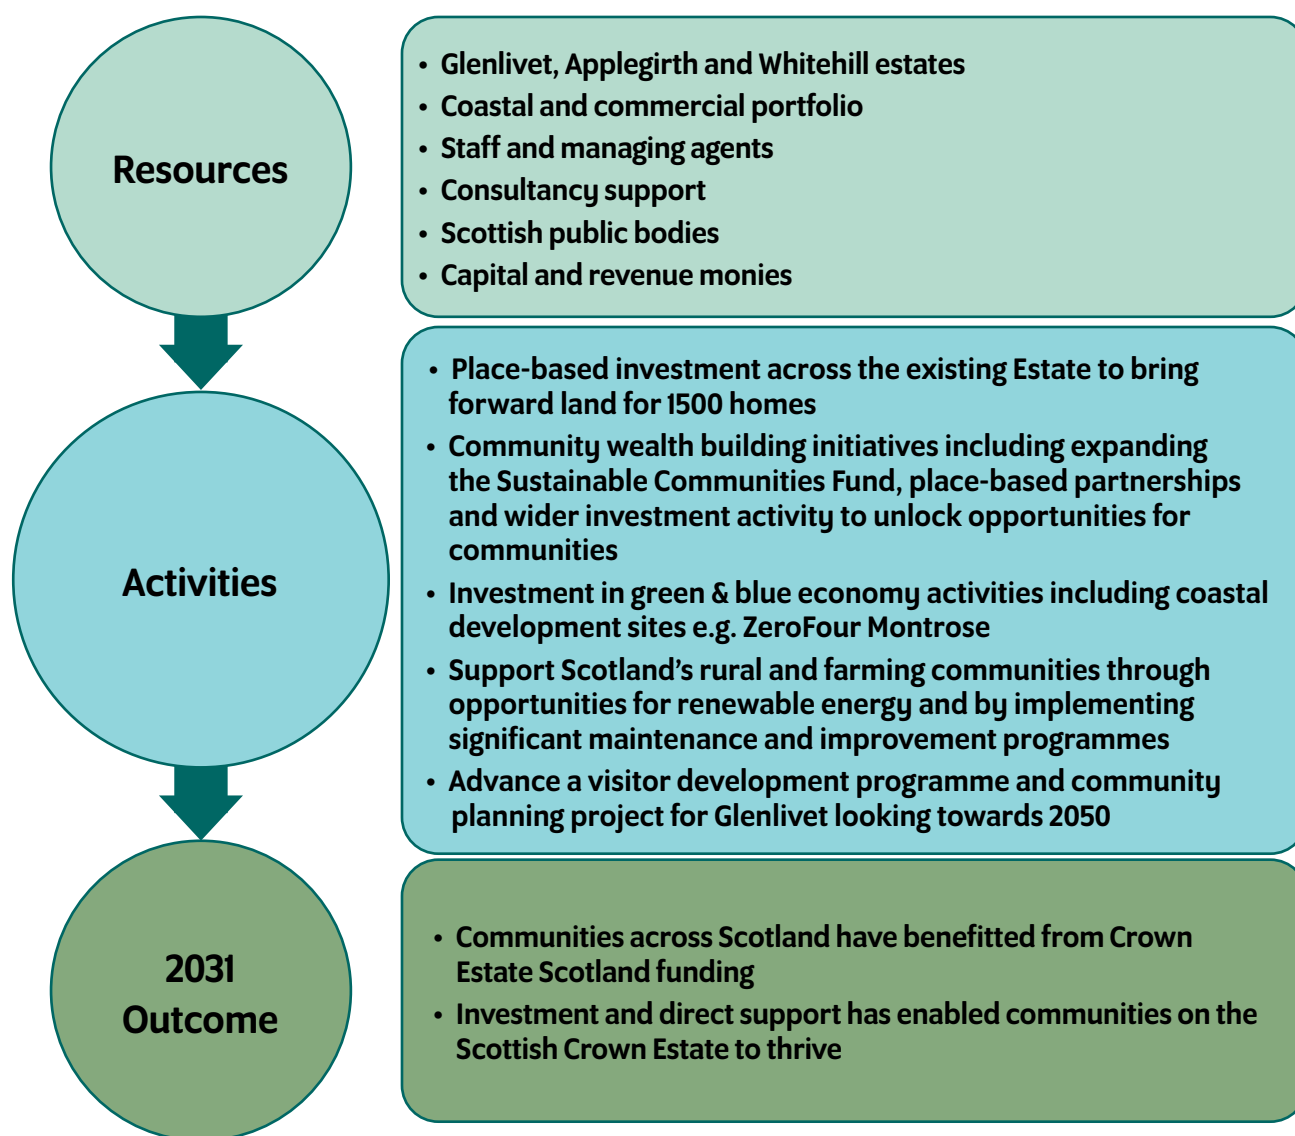 Resources
• Glenlivet, Applegirth and Whitehill estates
• Coastal and commercial portfolio
• Staff and managing agents
• Consultancy support
• Scottish public bodies
• Capital and revenue monies
Activities
• Place-based investment across the existing Estate to bring
forward land for 1500 homes
• Community wealth building initiatives including expanding
the Sustainable Communities Fund, place-based partnerships
and wider investment activity to unlock opportunities for
communities
• Investment in green & blue economy activities including coastal
development sites e.g. ZeroFour Montrose
• Support Scotland’s rural and farming communities through
opportunities for renewable energy and by implementing
significant maintenance and improvement programmes
• Advance a visitor development programme and community
planning project for Glenlivet looking towards 2050
2031
Outcome
• Communities across Scotland have benefitted from Crown
Estate Scotland funding
• Investment and direct support has enabled communities on the
Scottish Crown Estate to thrive